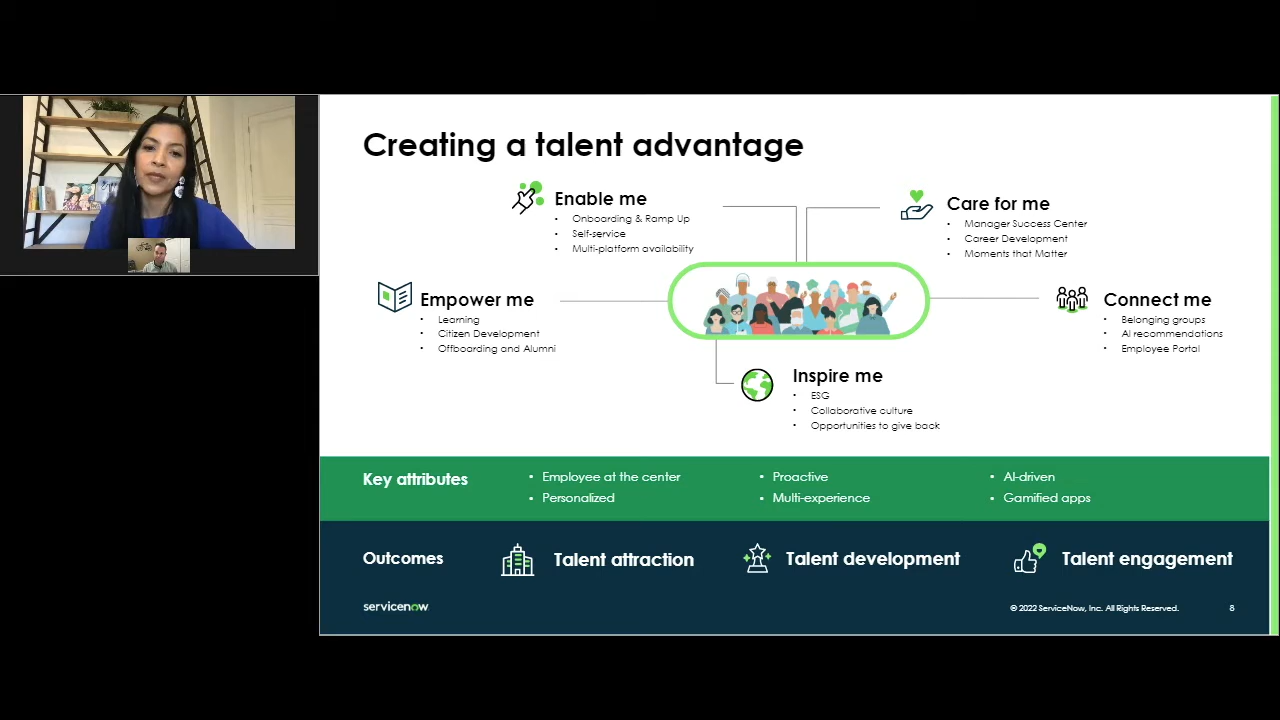 Creating a talent advantage
Enable me
• Onboarding & Ramp Up
• Self-service
• Multi-platform availability
Care for me
• Manager Success Center
• Career Development
• Moments that Matter
Empower me
• Learning
• Citizen Development
• Offboarding and Alumni
Connect me
• Belonging groups
• AI recommendations
• Employee Portal
Inspire me
• ESG
• Collaborative culture
• Opportunities to give back
Key attributes
▪ Employee at the center
▪ Personalized
▪ Proactive
▪ Multi-experience
▪ AI-driven
▪ Gamified apps
Outcomes
Talent attraction
Talent development
Talent engagement
servicenow
© 2022 ServiceNow, Inc. All Rights Reserved.
8